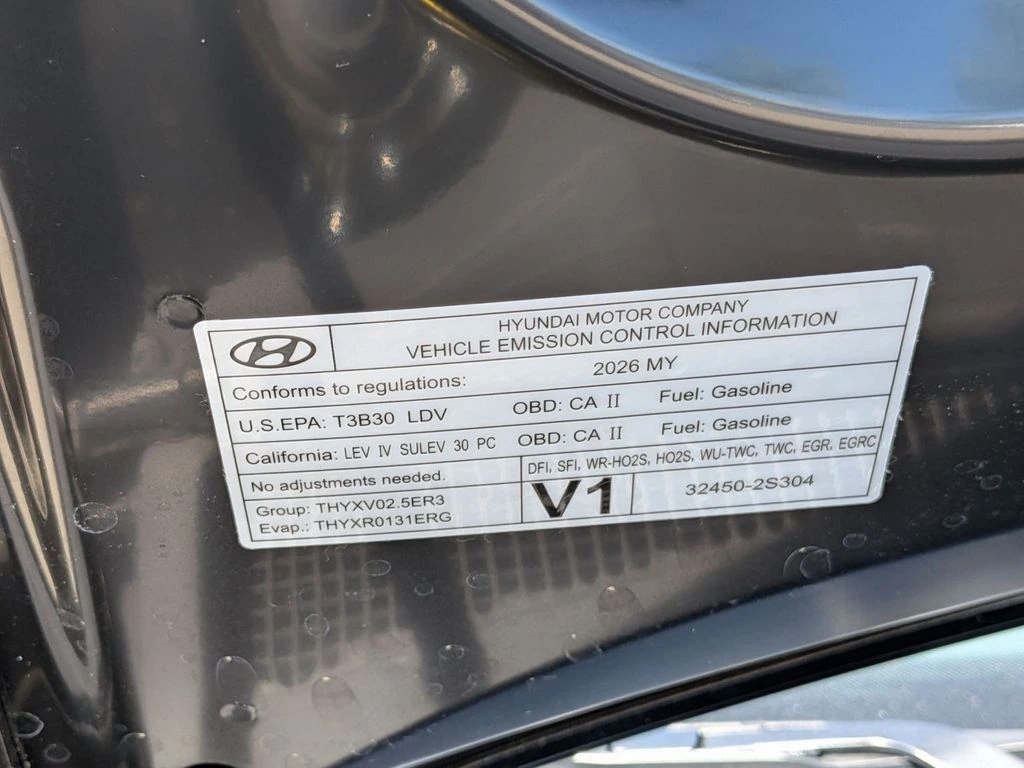 HYUNDAI MOTOR COMPANY
VEHICLE EMISSION CONTROL INFORMATION
Conforms to regulations: 2026 MY
U.S.EPA: T3B30 LDV OBD: CA II Fuel: Gasoline
California: LEV IV SULEV 30 PC OBD: CA II Fuel: Gasoline
No adjustments needed. DFI, SFI, WR-HO2S, HO2S, WU-TWC, TWC, EGR, EGRC
Group: THYXV02.5ER3
Evap.: THYXR0131ERG
V1
32450-2S304